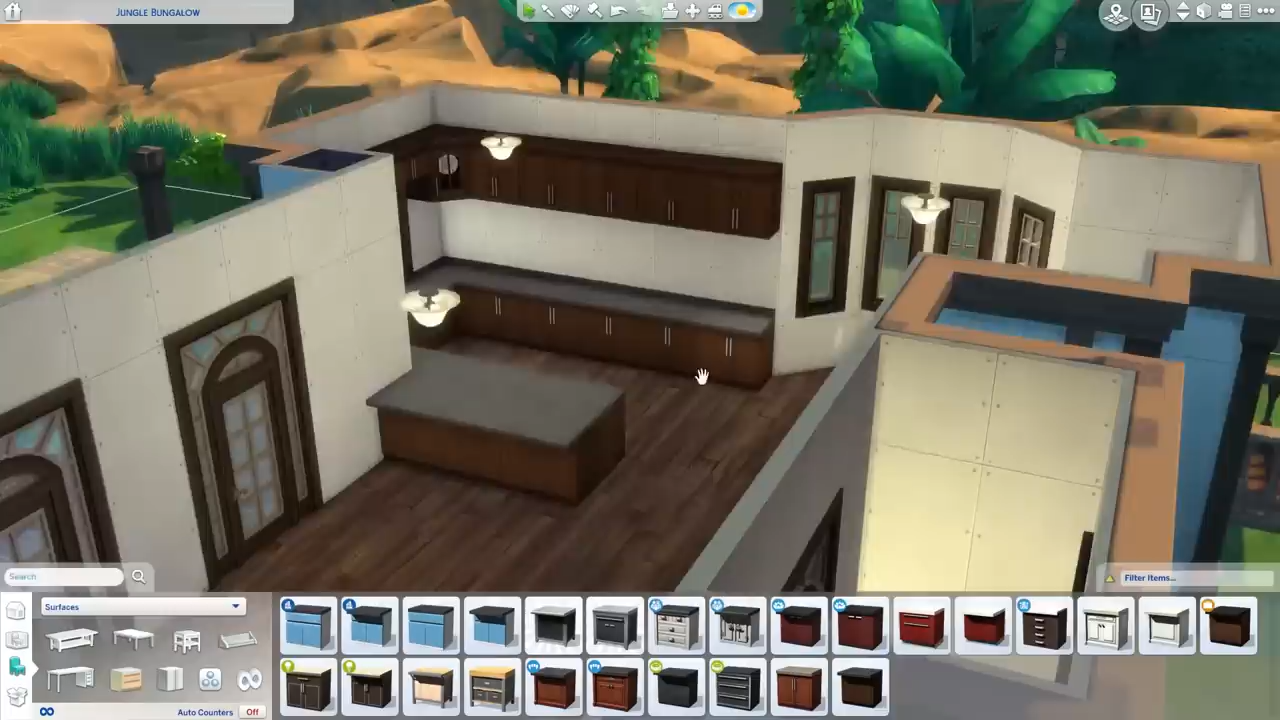 Jungle Bungalow
Search
Filter Items...
Surfaces
Auto Counters
Off